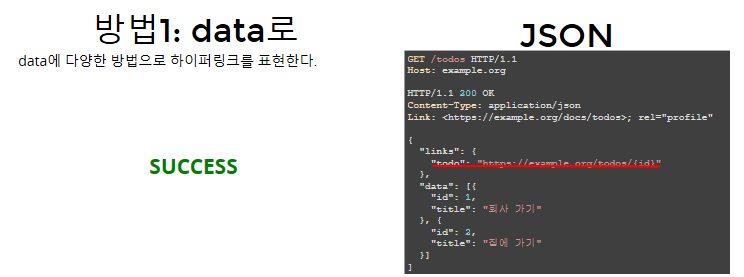 방법1: data로
data에 다양한 방법으로 하이퍼링크를 표현한다.
SUCCESS
JSON
GET /todos HTTP/1.1
Host: example.org
HTTP/1.1 200 OK
Content-Type: application/json
Link: <https://example.org/docs/todos>; rel="profile"
{
"links": {
"todo": "https://example.org/todos/{id}"
},
"data": [{
"id": 1,
"title": "퇴사 가기"
}, {
"id": 2,
"title": "집에 가기"
}]
]